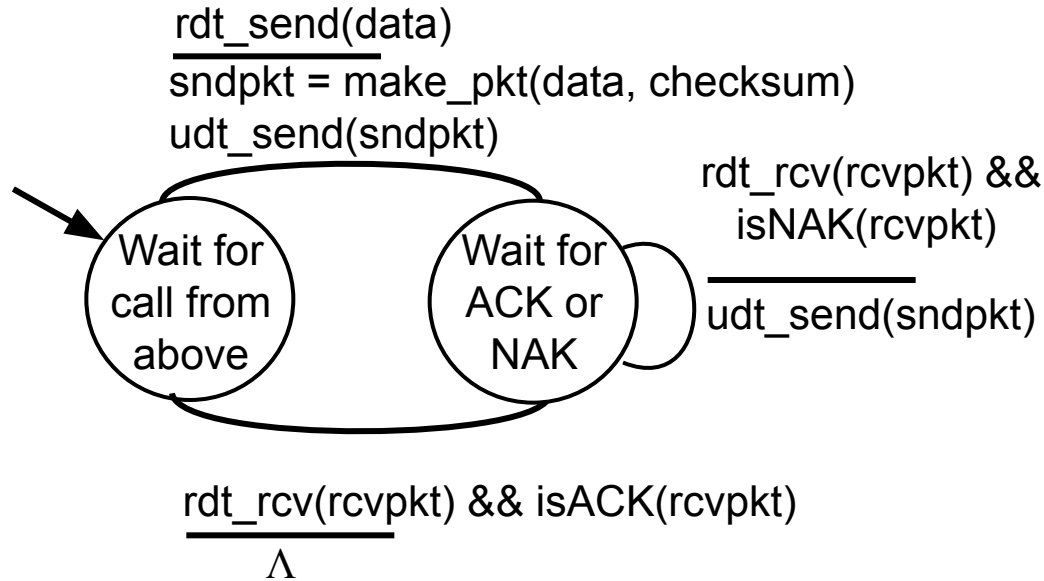 rdt_send(data)
sndpkt = make_pkt(data, checksum)
udt_send(sndpkt)
rdt_rcv(rcvpkt) &&
isNAK(rcvpkt)
udt_send(sndpkt)
Wait for
call from
above
Wait for
ACK or
NAK
rdt_rcv(rcvpkt) && isACK(rcvpkt)
Λ